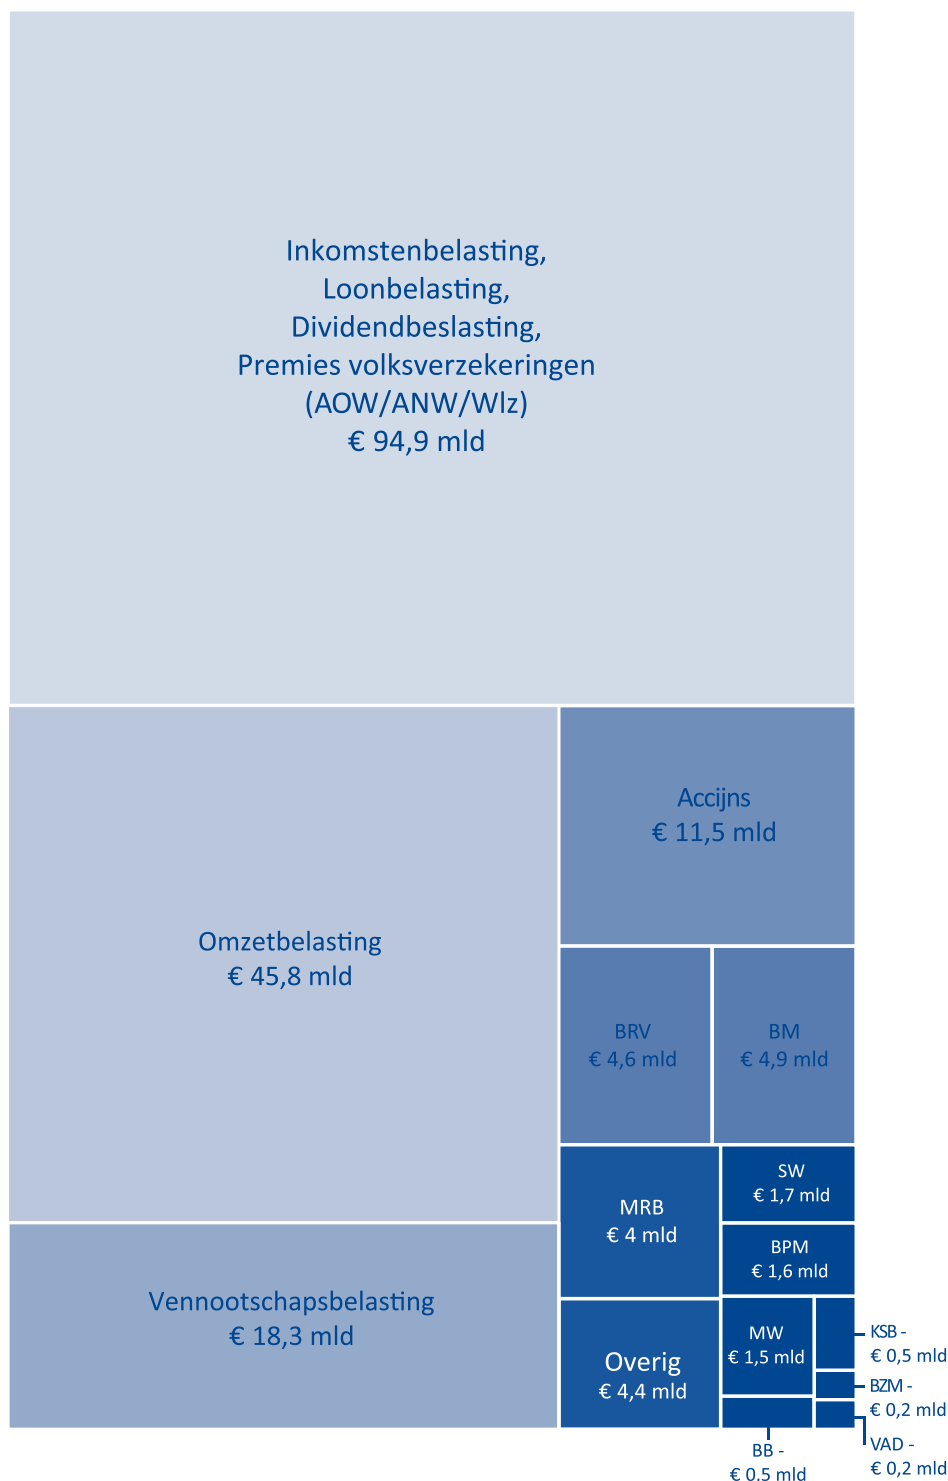 Inkomstenbelasting,
Loonbelasting,
Dividendbeslasting,
Premies volksverzekeringen
(AOW/ANW/Wlz)
€ 94,9 mld
Omzetbelasting
€ 45,8 mld
Vennootschapsbelasting
€ 18,3 mld
Accijns
€ 11,5 mld
BRV
€ 4,6 mld
BM
€ 4,9 mld
MRB
€ 4 mld
SW
€ 1,7 mld
BPM
€ 1,6 mld
Overig
€ 4,4 mld
MW
€ 1,5 mld
KSB -
€ 0,5 mld
BZM -
€ 0,2 mld
VAD -
€ 0,2 mld
BB -
€ 0.5 mld